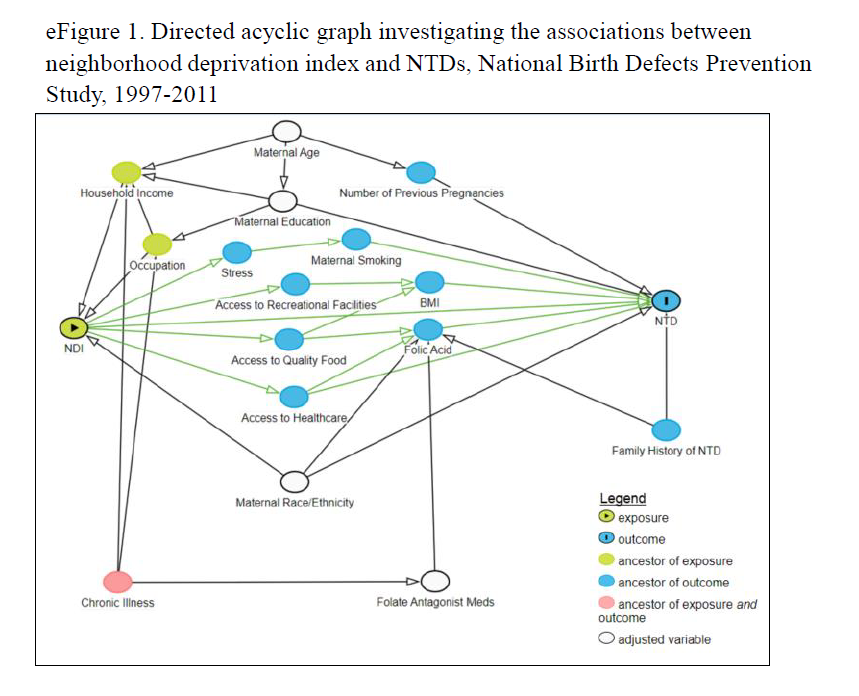 eFigure 1. Directed acyclic graph investigating the associations between
neighborhood deprivation index and NTDs, National Birth Defects Prevention
Study, 1997-2011
Maternal Age
Household Income
Number of Previous Pregnancies
Maternal Education
Occupation
Stress
Maternal Smoking
Access to Recreational Facilities
BMI
NTD
NDI
Folic Acid
Access to Quality Food
Access to Healthcare
Family History of NTD
Maternal Race/Ethnicity
Legend
exposure
outcome
ancestor of exposure
ancestor of outcome
ancestor of exposure and
outcome
adjusted variable
Chronic Illness
Folate Antagonist Meds